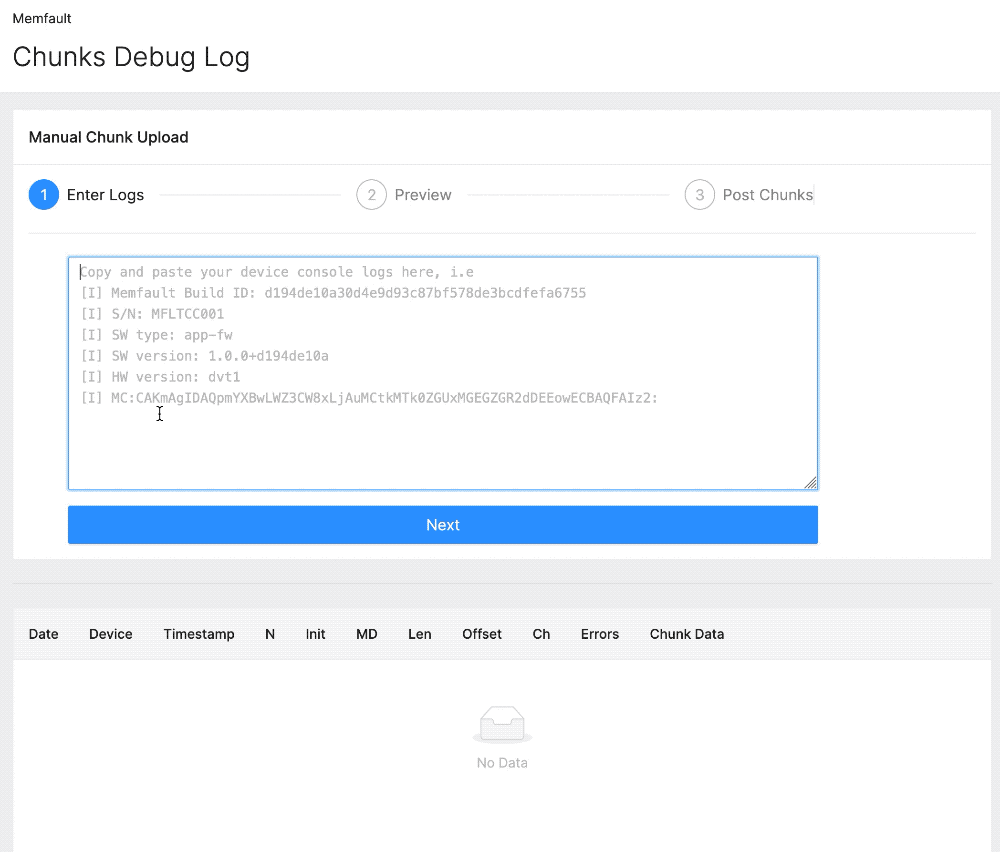 Memfault
Chunks Debug Log
Manual Chunk Upload
1 Enter Logs 2 Preview 3 Post Chunks
Copy and paste your device console logs here, i.e
[I] Memfault Build ID: d194de10a30d4e9d93c87bf578de3bcdfefa6755
[I] S/N: MFLTCC001
[I] SW type: app-fw
[I] SW version: 1.0.0+d194de10a
[I] HW version: dvt1
[I] MC:CAKmAgIDAQpmYXBwLWZ3CW8xLjAuMCtkMTk0ZGUxMGEGZGR2dDEEowECBAQFAIz2:
Next
Date Device Timestamp N Init MD Len Offset Ch Errors Chunk Data
No Data